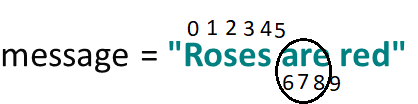 0 1 2 3 4 5
message = "Roses are red"
6 7 8 9